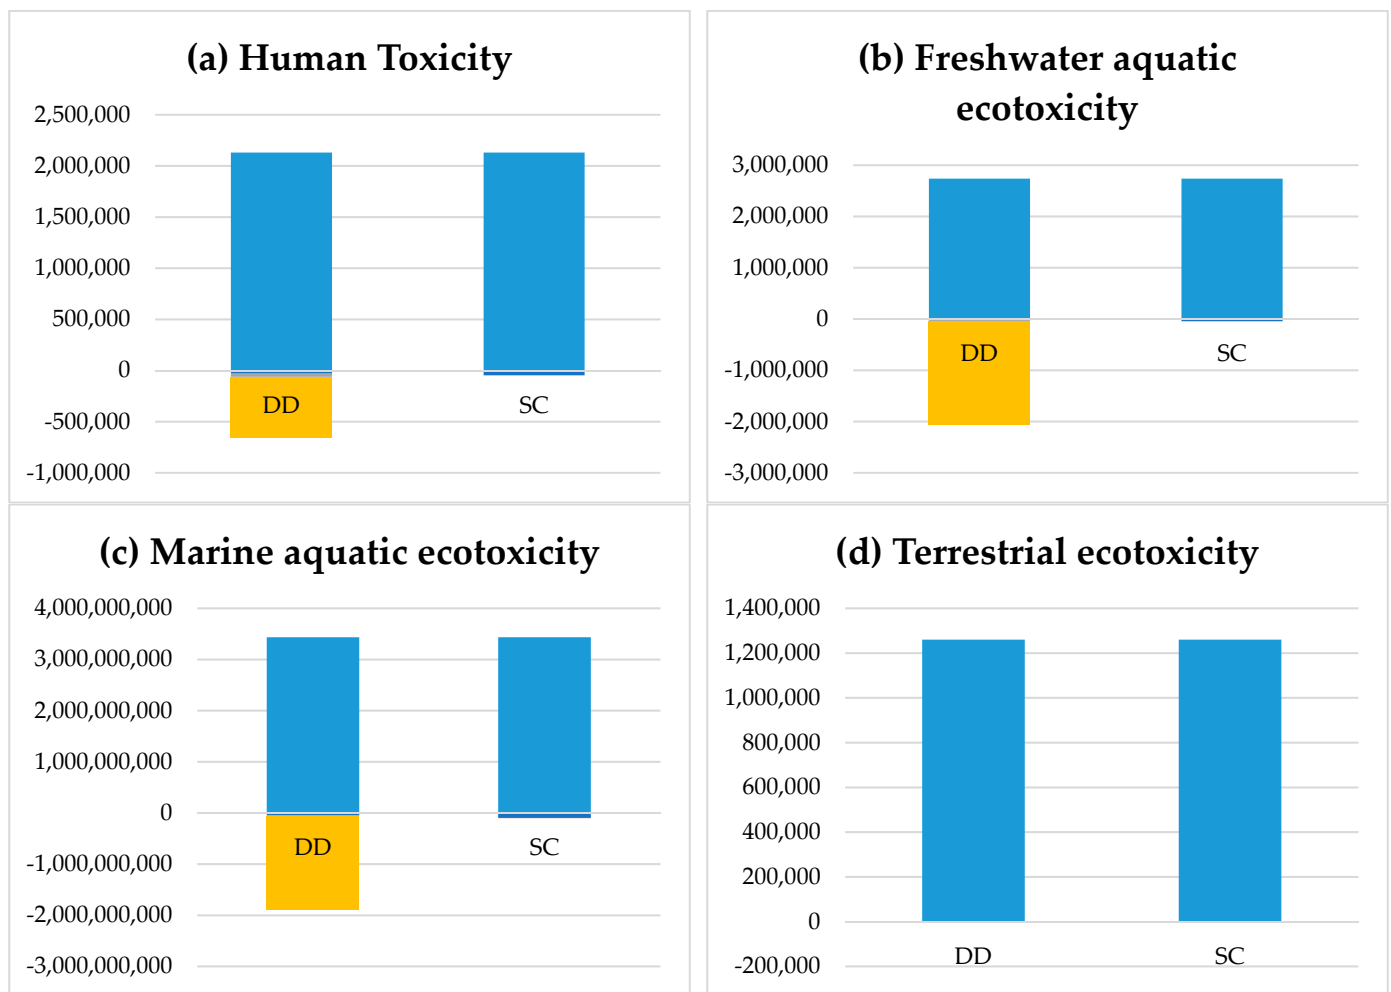 (a) Human Toxicity
2,500,000
2,000,000
1,500,000
1,000,000
500,000
0
-500,000
-1,000,000
DD
SC
(b) Freshwater aquatic
ecotoxicity
3,000,000
2,000,000
1,000,000
0
-1,000,000
-2,000,000
-3,000,000
DD
SC
(c) Marine aquatic ecotoxicity
4,000,000,000
3,000,000,000
2,000,000,000
1,000,000,000
0
-1,000,000,000
-2,000,000,000
-3,000,000,000
DD
SC
(d) Terrestrial ecotoxicity
1,400,000
1,200,000
1,000,000
800,000
600,000
400,000
200,000
0
-200,000
DD
SC